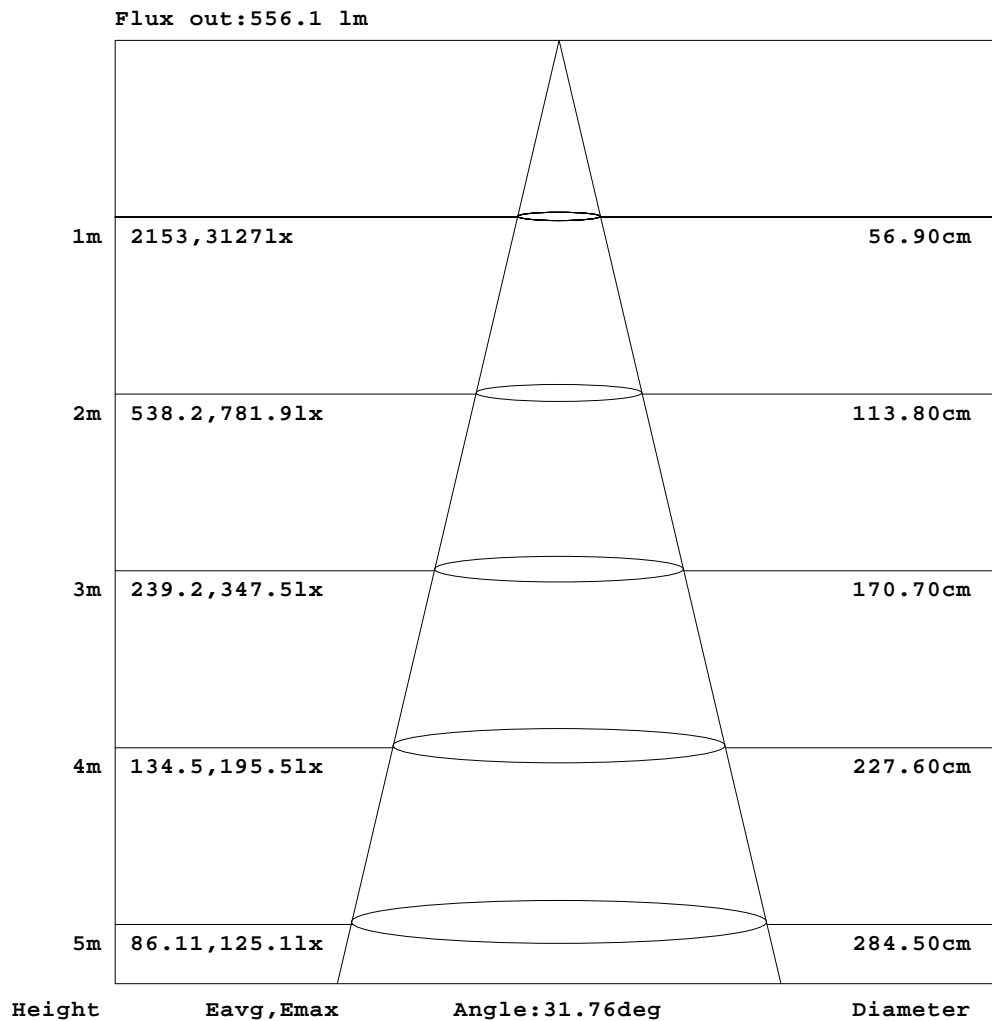 Flux out:556.1 lm
1m 2153,3127lx 56.90cm
2m 538.2,781.9lx 113.80cm
3m 239.2,347.5lx 170.70cm
4m 134.5,195.5lx 227.60cm
5m 86.11,125.1lx 284.50cm
Height Eavg,Emax Angle:31.76deg Diameter